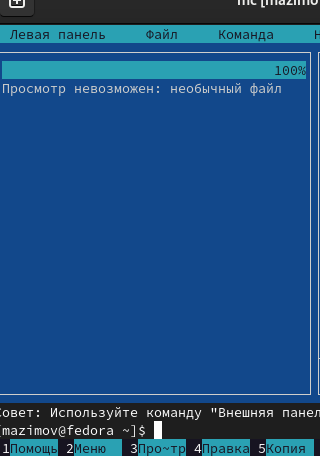 mc [mazimo
Левая панель Файл Команда Н
100%
Просмотр невозможен: необычный файл
Совет: Используйте команду "Внешняя панел
[mazimov@fedora ~]$
1Помощь 2Меню 3Про~тр 4Правка 5Копия